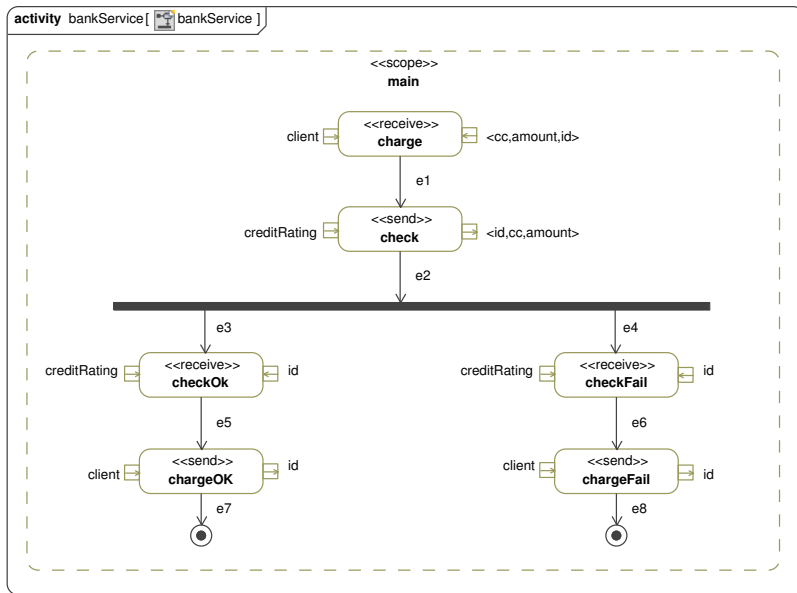 activity bankService[ bankService ]
<<scope>>
main
<<receive>>
charge
client
<cc,amount,id>
e1
<<send>>
check
creditRating
<id,cc,amount>
e2
e3
e4
<<receive>>
checkOk
creditRating
id
<<receive>>
checkFail
creditRating
id
e5
e6
<<send>>
chargeOK
client
id
<<send>>
chargeFail
client
id
e7
e8